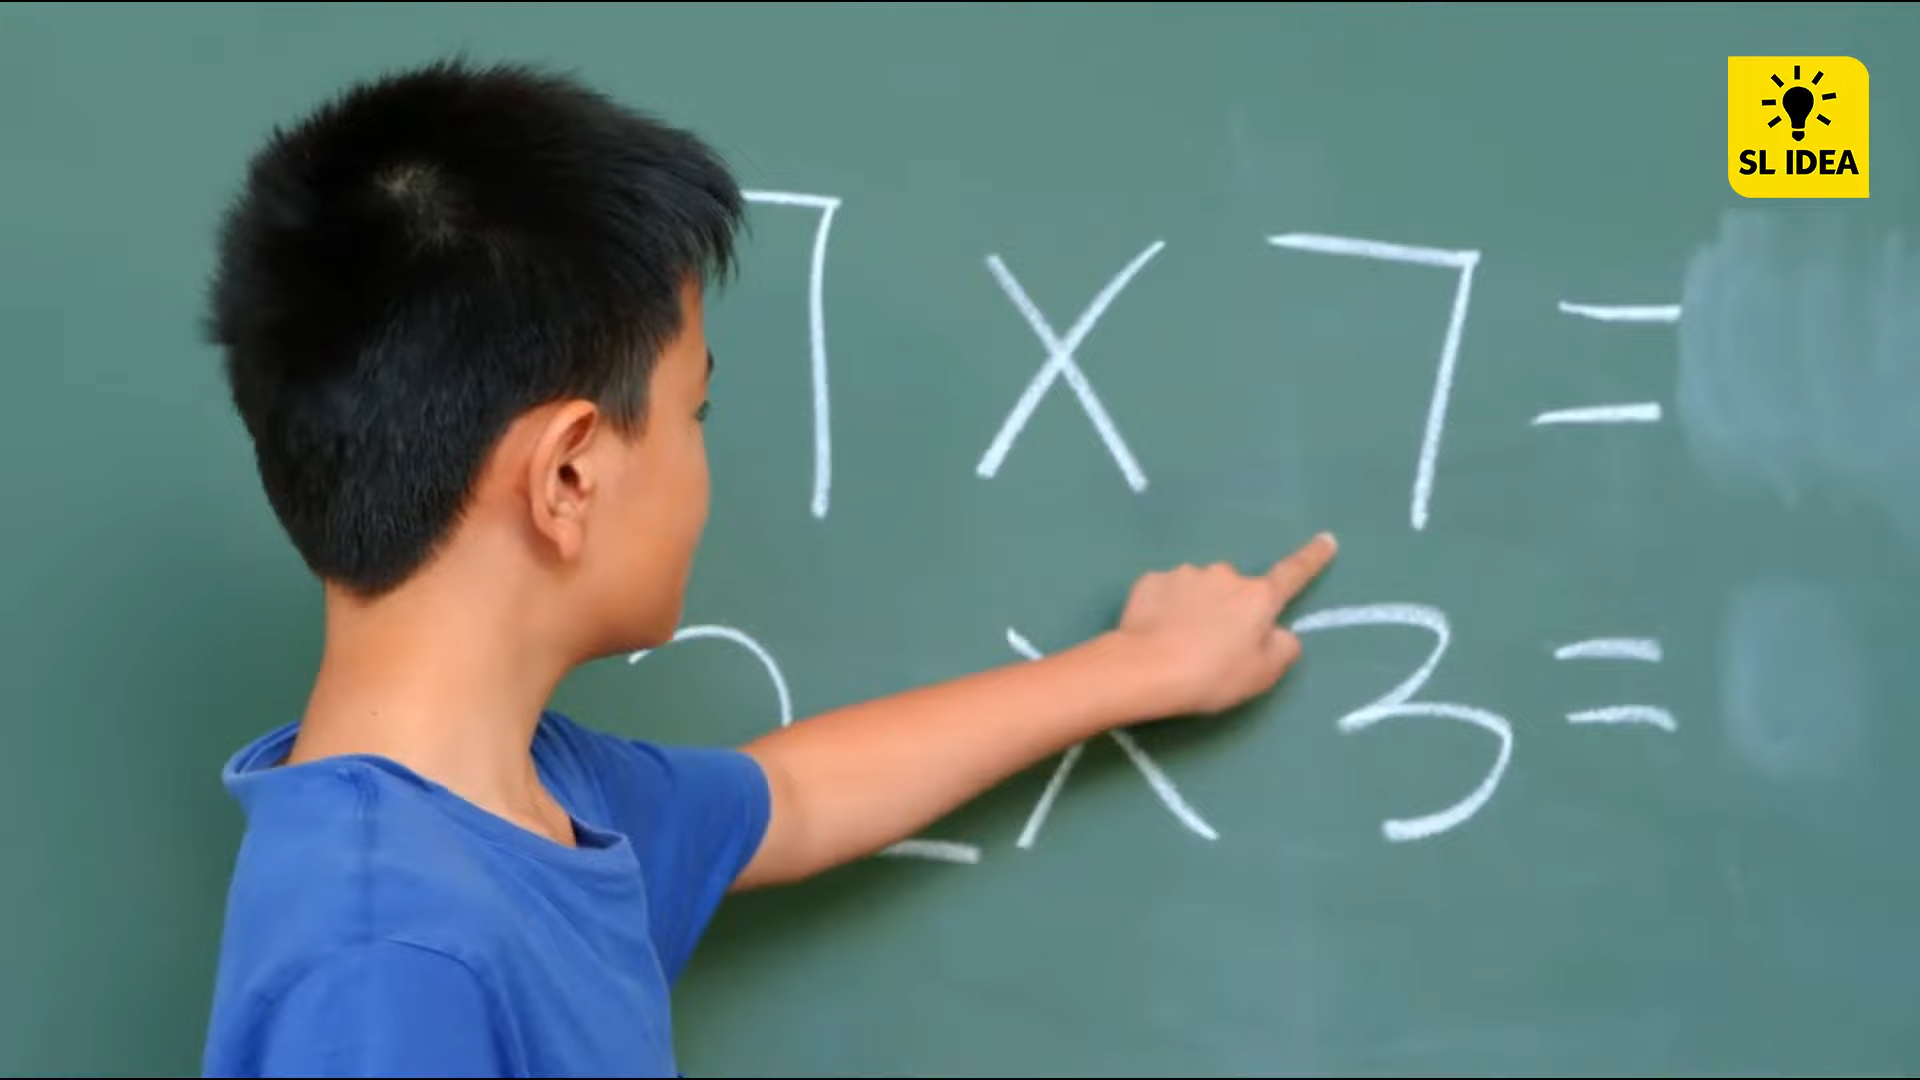 7 x 7 =
2 x 3 =
SL IDEA